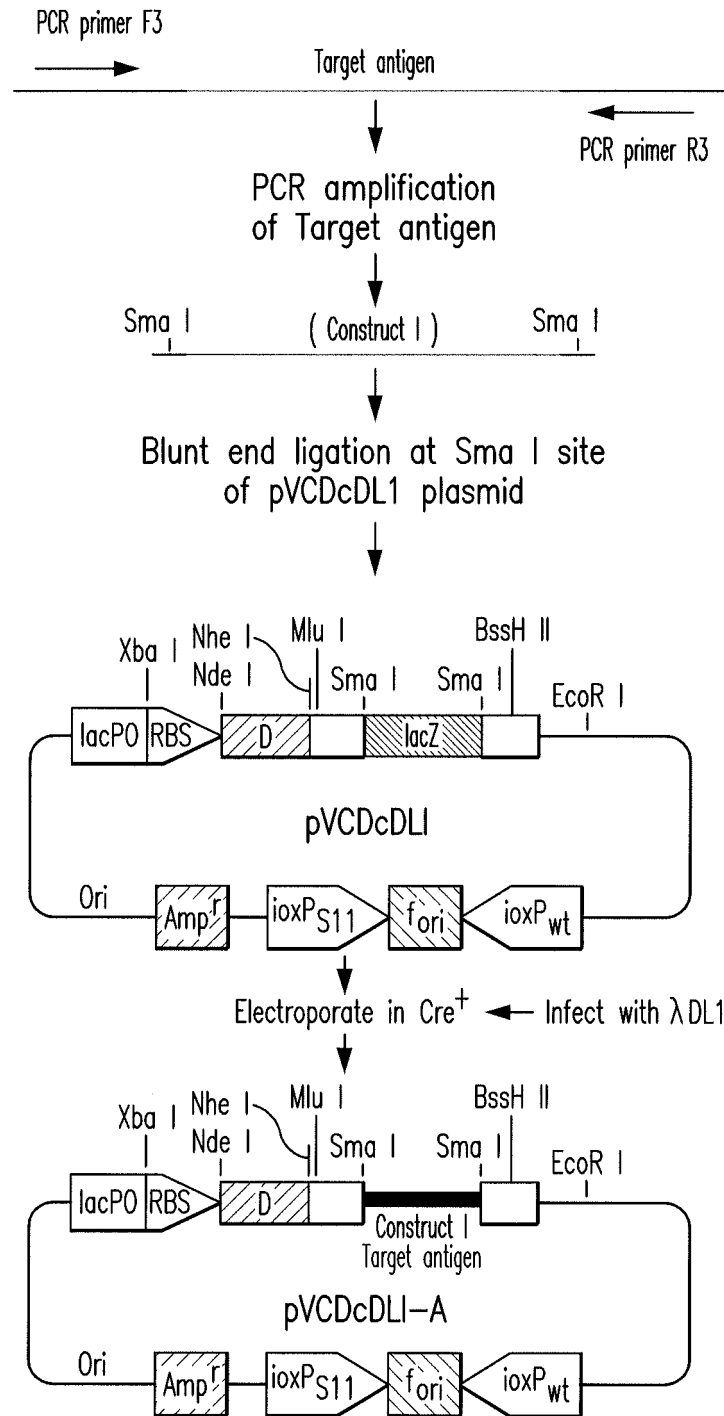 PCR primer F3
Target antigen
PCR primer R3
PCR amplification
of Target antigen
Sma I
( Construct I )
Sma I
Blunt end ligation at Sma I site
of pVCDcDL1 plasmid
Xba I
Nhe I
Nde I
Mlu I
Sma I
Sma I
BssH II
EcoR I
lacPO
RBS
D
lacZ
pVCDcDLI
Ori
Amp^r
ioxP_S11
f_ori
ioxP_wt
Electroporate in Cre^+
Infect with λDL1
Xba I
Nhe I
Nde I
Mlu I
Sma I
Sma I
BssH II
EcoR I
lacPO
RBS
D
Construct I
Target antigen
pVCDcDLI-A
Ori
Amp^r
ioxP_S11
f_ori
ioxP_wt